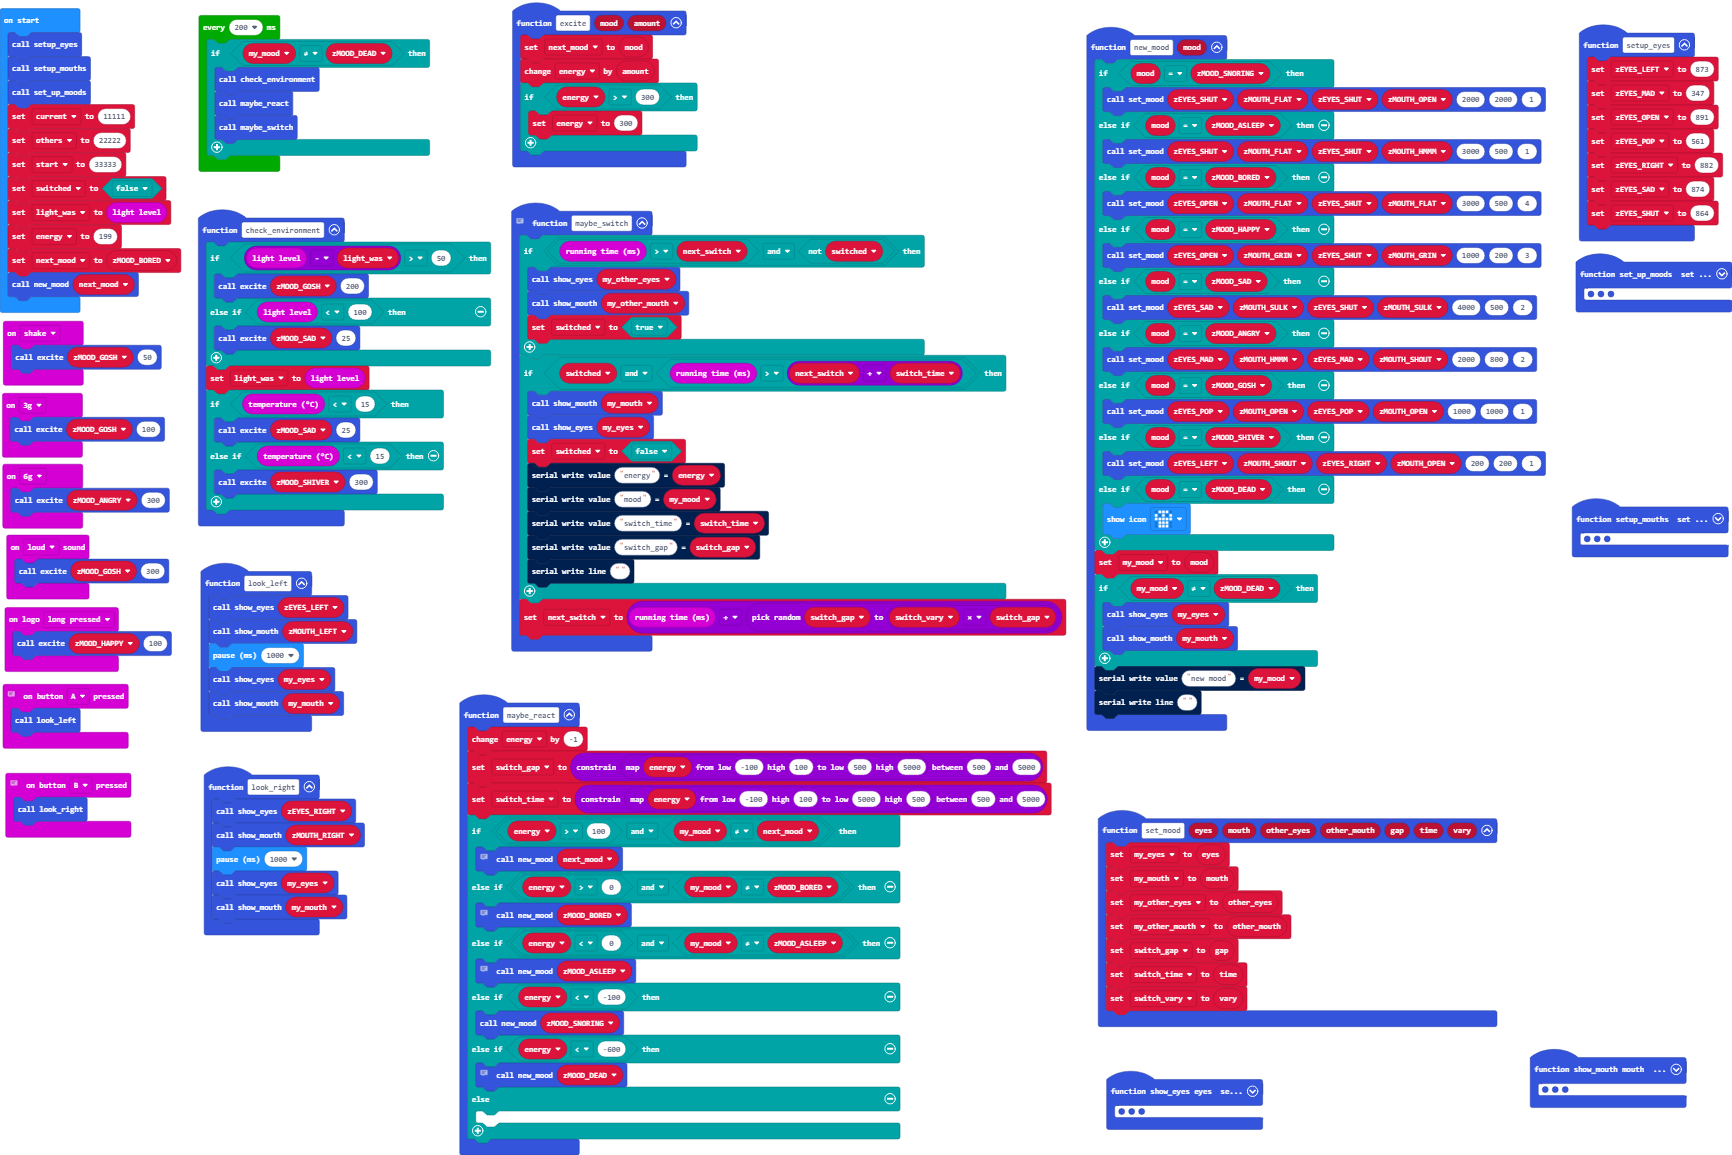 on start
call setup_eyes
call setup_mouths
call set_up_moods
set current to 11111
set others to 22222
set start to 33333
set switched to false
set light_was to light level
set energy to 199
set next_mood to zMOOD_BORED
call new_mood next_mood
on shake
call excite zMOOD_GOSH 50
on 3g
call excite zMOOD_GOSH 100
on 6g
call excite zMOOD_ANGRY 300
on loud sound
call excite zMOOD_GOSH 300
on logo long pressed
call excite zMOOD_HAPPY 100
on button A pressed
call look_left
on button B pressed
call look_right
every 200 ms
if my_mood ≠ zMOOD_DEAD then
call check_environment
call maybe_react
call maybe_switch
function check_environment
if light level - light_was > 50 then
call excite zMOOD_GOSH 200
else if light level < 100 then
call excite zMOOD_SAD 25
set light_was to light level
if temperature (°C) < 15 then
call excite zMOOD_SAD 25
else if temperature (°C) < 15 then
call excite zMOOD_SHIVER 300
function look_left
call show_eyes zEYES_LEFT
call show_mouth zMOUTH_LEFT
pause (ms) 1000
call show_eyes my_eyes
call show_mouth my_mouth
function look_right
call show_eyes zEYES_RIGHT
call show_mouth zMOUTH_RIGHT
pause (ms) 1000
call show_eyes my_eyes
call show_mouth my_mouth
function excite mood amount
set next_mood to mood
change energy by amount
if energy > 300 then
set energy to 300
function maybe_switch
if running time (ms) > next_switch and not switched then
call show_eyes my_other_eyes
call show_mouth my_other_mouth
set switched to true
if switched and running time (ms) > next_switch + switch_time then
call show_mouth my_mouth
call show_eyes my_eyes
set switched to false
serial write value "energy" = energy
serial write value "mood" = my_mood
serial write value "switch_time" = switch_time
serial write value "switch_gap" = switch_gap
serial write line " "
set next_switch to running time (ms) + pick random switch_gap to switch_vary × switch_gap
function maybe_react
change energy by -1
set switch_gap to constrain map energy from low -100 high 100 to low 500 high 5000 between 500 and 5000
set switch_time to constrain map energy from low -100 high 100 to low 5000 high 500 between 500 and 5000
if energy > 100 and my_mood ≠ next_mood then
call new_mood next_mood
else if energy > 0 and my_mood ≠ zMOOD_BORED then
call new_mood zMOOD_BORED
else if energy < 0 and my_mood ≠ zMOOD_ASLEEP then
call new_mood zMOOD_ASLEEP
else if energy < -100 then
call new_mood zMOOD_SNORING
else if energy < -600 then
call new_mood zMOOD_DEAD
else
function new_mood mood
if mood = zMOOD_SNORING then
call set_mood zEYES_SHUT zMOUTH_FLAT zEYES_SHUT zMOUTH_OPEN 2000 2000 1
else if mood = zMOOD_ASLEEP then
call set_mood zEYES_SHUT zMOUTH_FLAT zEYES_SHUT zMOUTH_HMMM 3000 500 1
else if mood = zMOOD_BORED then
call set_mood zEYES_OPEN zMOUTH_FLAT zEYES_SHUT zMOUTH_FLAT 3000 500 4
else if mood = zMOOD_HAPPY then
call set_mood zEYES_OPEN zMOUTH_GRIN zEYES_SHUT zMOUTH_GRIN 1000 200 3
else if mood = zMOOD_SAD then
call set_mood zEYES_SAD zMOUTH_SULK zEYES_SHUT zMOUTH_SULK 4000 500 2
else if mood = zMOOD_ANGRY then
call set_mood zEYES_MAD zMOUTH_HMMM zEYES_MAD zMOUTH_SHOUT 2000 800 2
else if mood = zMOOD_GOSH then
call set_mood zEYES_POP zMOUTH_OPEN zEYES_POP zMOUTH_OPEN 1000 1000 1
else if mood = zMOOD_SHIVER then
call set_mood zEYES_LEFT zMOUTH_SHOUT zEYES_RIGHT zMOUTH_OPEN 200 200 1
else if mood = zMOOD_DEAD then
show icon
set my_mood to mood
if my_mood ≠ zMOOD_DEAD then
call show_eyes my_eyes
call show_mouth my_mouth
serial write value "new mood" = my_mood
serial write line " "
function set_mood eyes mouth other_eyes other_mouth gap time vary
set my_eyes to eyes
set my_mouth to mouth
set my_other_eyes to other_eyes
set my_other_mouth to other_mouth
set switch_gap to gap
set switch_time to time
set switch_vary to vary
function show_eyes eyes se...
function show_mouth mouth ...
function setup_eyes
set zEYES_LEFT to 873
set zEYES_MAD to 347
set zEYES_OPEN to 891
set zEYES_POP to 561
set zEYES_RIGHT to 882
set zEYES_SAD to 874
set zEYES_SHUT to 864
function set_up_moods set ...
function setup_mouths set ...